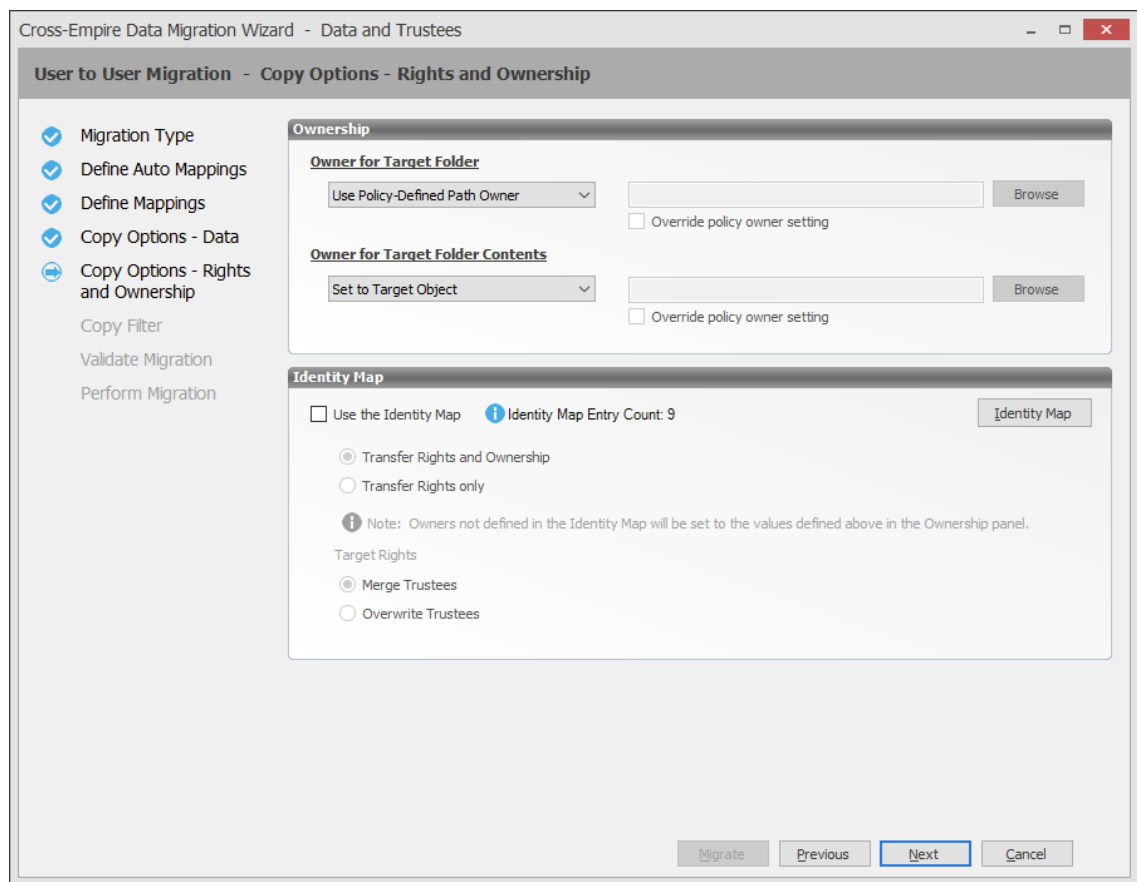 Cross-Empire Data Migration Wizard - Data and Trustees
User to User Migration - Copy Options - Rights and Ownership
Migration Type
Define Auto Mappings
Define Mappings
Copy Options - Data
Copy Options - Rights
and Ownership
Copy Filter
Validate Migration
Perform Migration
Ownership
Owner for Target Folder
Use Policy-Defined Path Owner
Browse
Override policy owner setting
Owner for Target Folder Contents
Set to Target Object
Browse
Override policy owner setting
Identity Map
Use the Identity Map
Identity Map Entry Count: 9
Identity Map
Transfer Rights and Ownership
Transfer Rights only
Note: Owners not defined in the Identity Map will be set to the values defined above in the Ownership panel.
Target Rights
Merge Trustees
Overwrite Trustees
Migrate
Previous
Next
Cancel